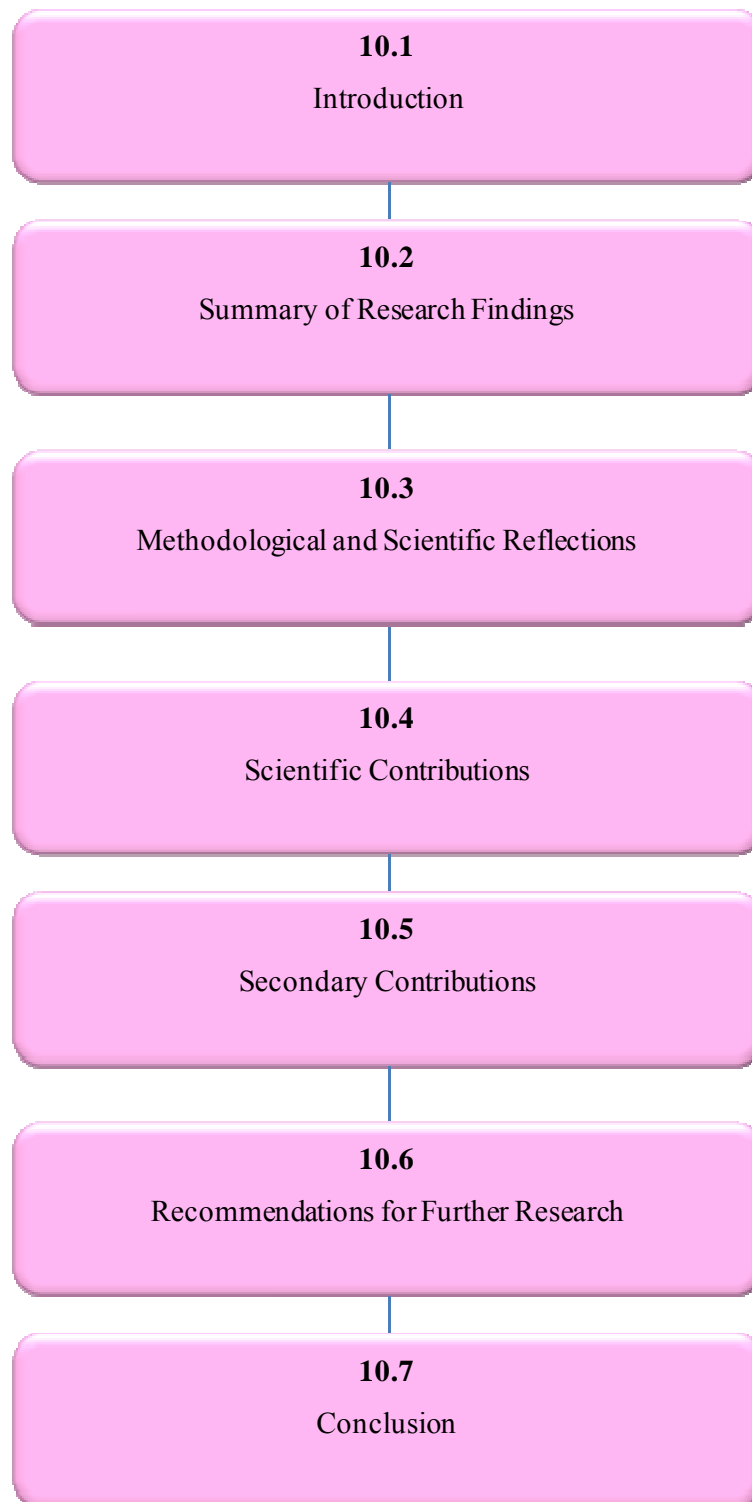 10.1
Introduction
10.2
Summary of Research Findings
10.3
Methodological and Scientific Reflections
10.4
Scientific Contributions
10.5
Secondary Contributions
10.6
Recommendations for Further Research
10.7
Conclusion